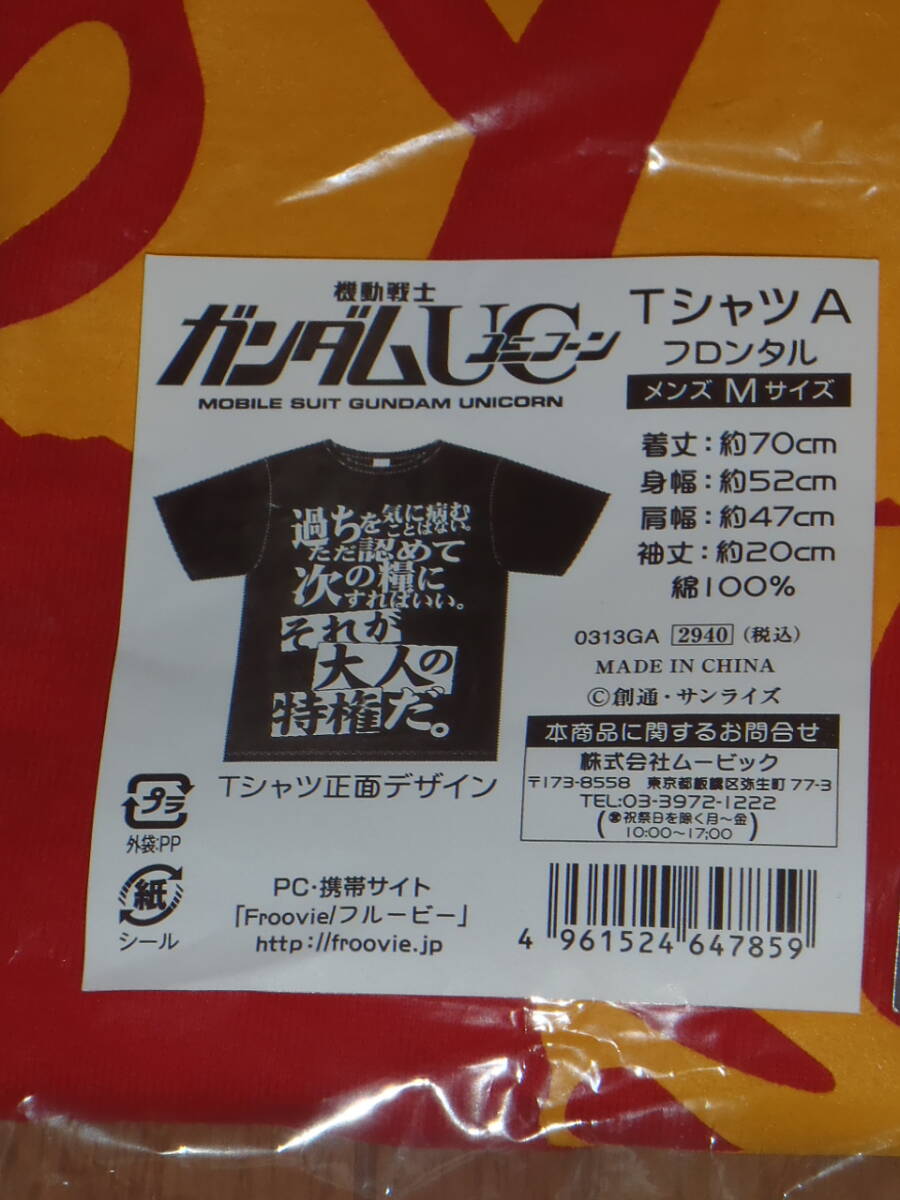 機動戦士
ガンダムUC
ユニコーン
MOBILE SUIT GUNDAM UNICORN
TシャツA
フロンタル
メンズ Mサイズ
着丈:約70cm
身幅:約52cm
肩幅:約47cm
袖丈:約20cm
綿100%
0313GA 2940 (税込)
MADE IN CHINA
©創通・サンライズ
過ちを気に病む
ことはない。
ただ認めて
次の糧に
すればいい。
それが
大人の
特権だ。
Tシャツ正面デザイン
本商品に関するお問合せ
株式会社ムービック
〒173-8558 東京都板橋区弥生町77-3
TEL:03-3972-1222
(営祝祭日を除く月~金)
10:00~17:00
プラ
外袋:PP
紙
シール
PC・携帯サイト
「Froovie/フルービー」
http://froovie.jp
4 961524 647859